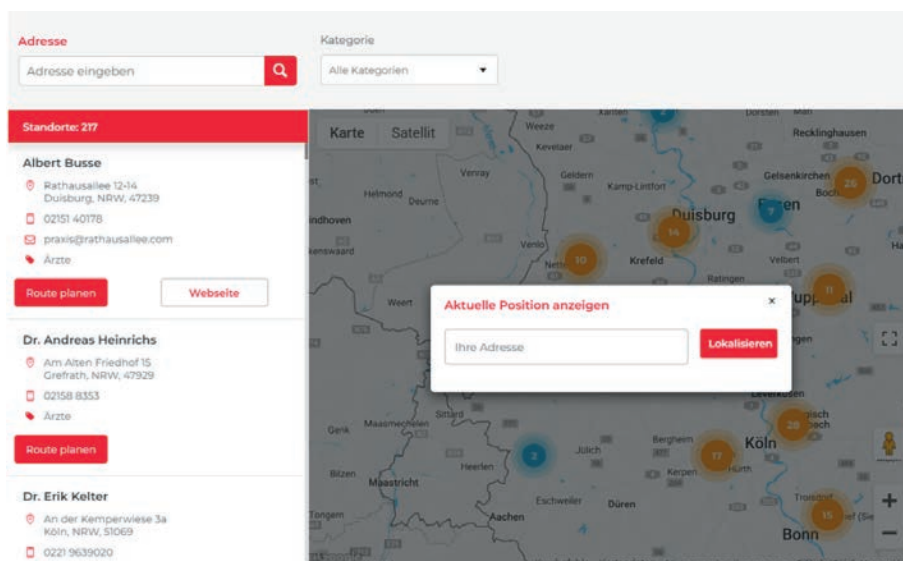 Adresse
Kategorie
Adresse eingeben
Alle Kategorien
Standorte: 217
Albert Busse
Rathausallee 12-14
Duisburg, NRW, 47239
02151 40178
praxis@rathausallee.com
Ärzte
Route planen
Webseite
Dr. Andreas Heinrichs
Am Alten Friedhof 15
Grefrath, NRW, 47929
02158 8353
Ärzte
Route planen
Dr. Erik Kelter
An der Kemperwiese 3a
Köln, NRW, 51069
0221 9639020
Karte
Satellit
Xanten
2
Dorsten
Marl
Weeze
Kevelaer
Recklinghausen
Venray
Geldern
Kamp-Lintfort
Gelsenkirchen
26
Helmond
Deurne
Duisburg
7
14
Venlo
10
Krefeld
Velbert
Ratingen
11
Weert
Aktuelle Position anzeigen
×
Ihre Adresse
Lokalisieren
Leverkusen
Sittard
Genk
Maasmechelen
28
Jülich
Bergheim
Köln
2
17
Hürth
Heerlen
Kerpen
Bilzen
Maastricht
Eschweiler
Düren
Troisdorf
Tongern
Aachen
15
Bonn